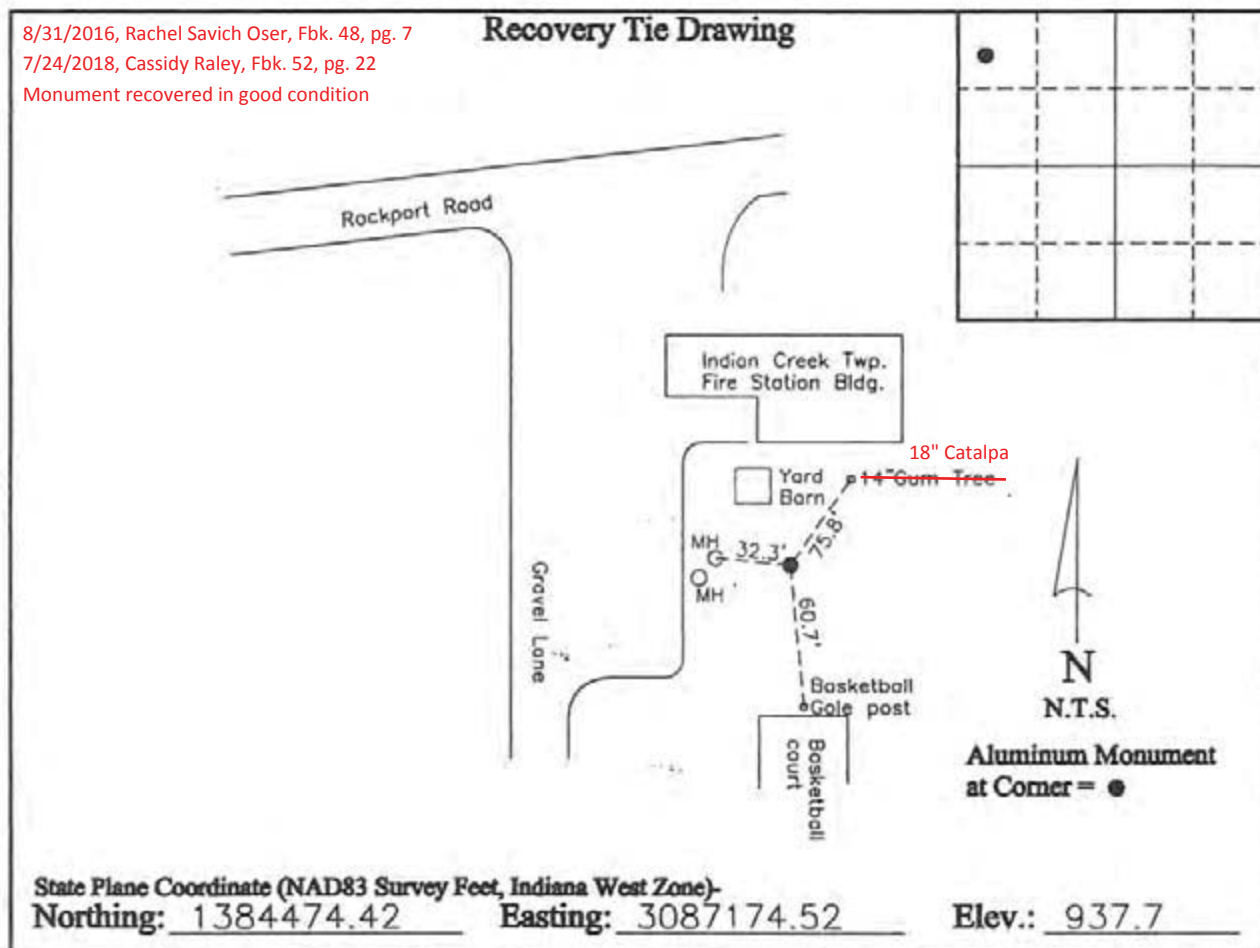 Recovery Tie Drawing
8/31/2016, Rachel Savich Oser, Fbk. 48, pg. 7
7/24/2018, Cassidy Raley, Fbk. 52, pg. 22
Monument recovered in good condition
Rockport Road
Indian Creek Twp.
Fire Station Bldg.
18" Catalpa
14"Gum Tree
Yard
Barn
75.8'
MH
32.3'
MH
Gravel Lane
60.7'
Basketball
Gole post
Basketball
court
N
N.T.S.
Aluminum Monument
at Corner = ●
State Plane Coordinate (NAD83 Survey Feet, Indiana West Zone)-
Northing: 1384474.42 Easting: 3087174.52 Elev.: 937.7